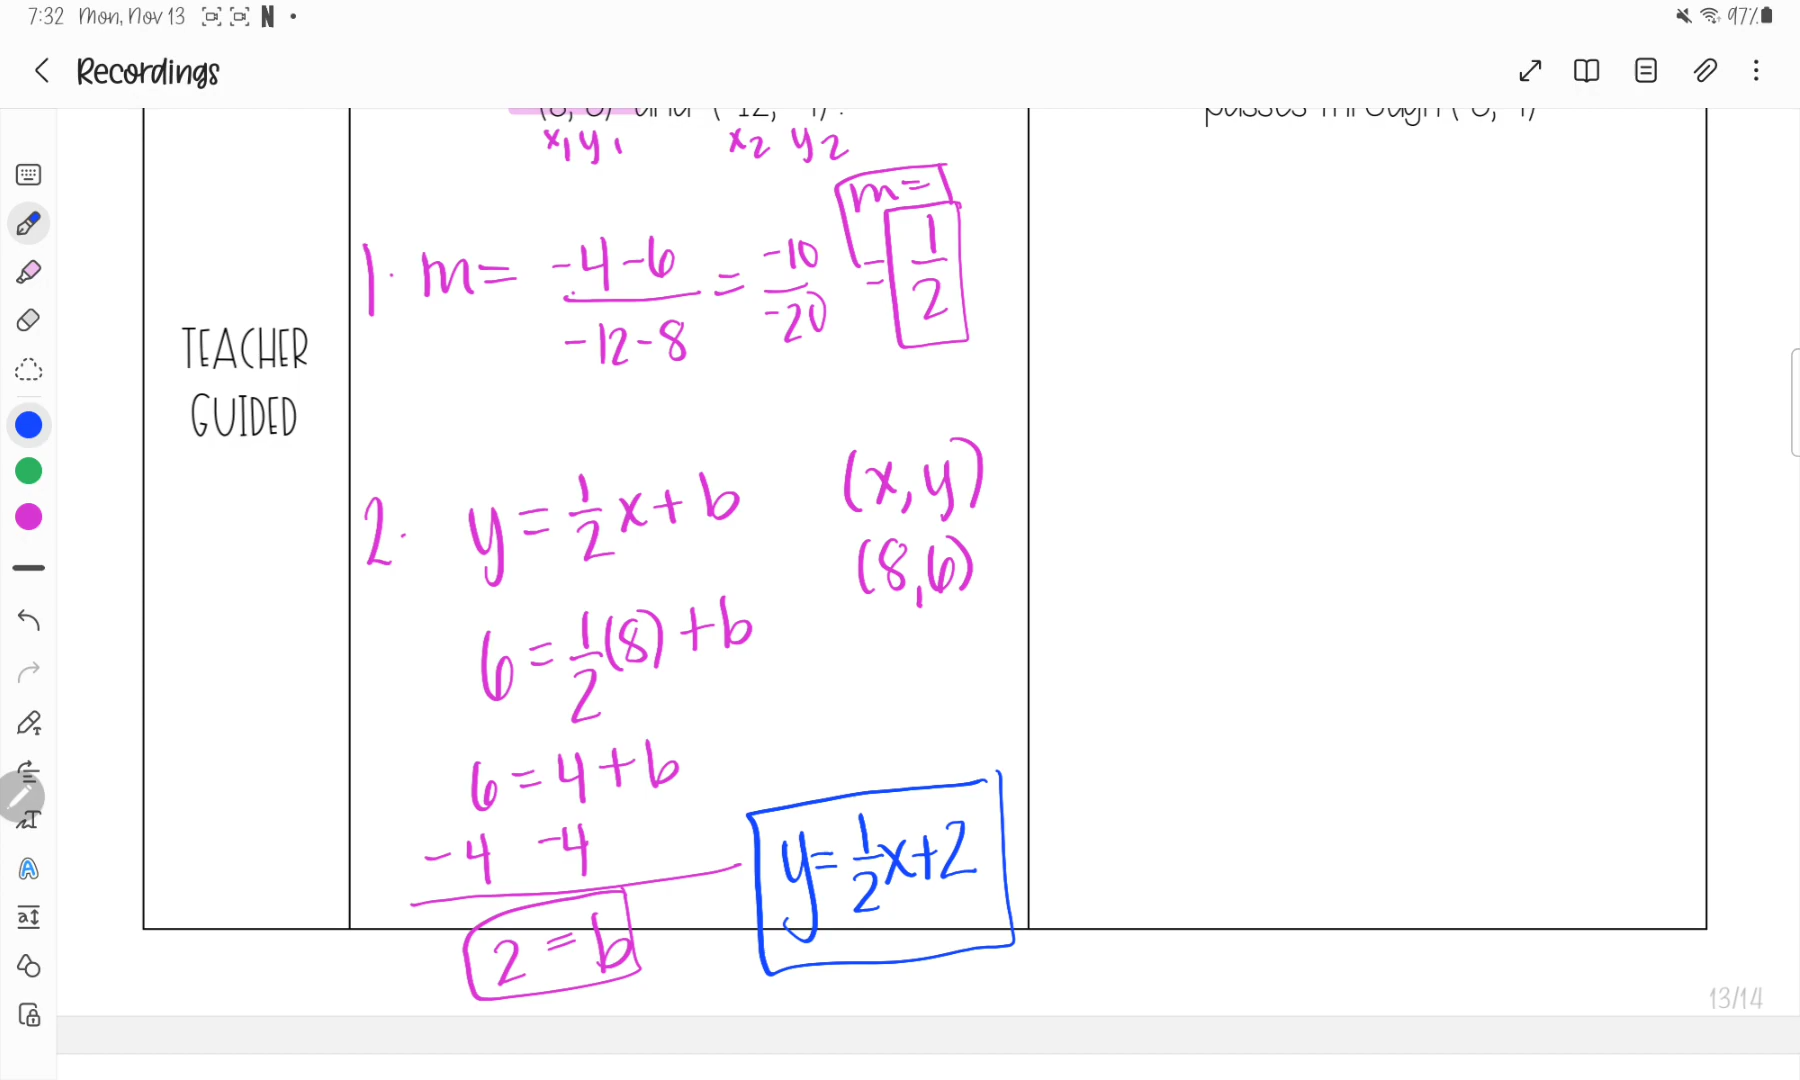 7:32 Mon, Nov 13 N
97%
Recordings
x₁ y₁ x₂ y₂
TEACHER
GUIDED
m =
1. m = -4-6/-12-8 = -10/-20 = 1/2
2. y = 1/2 x + b (x, y)
(8, 6)
6 = 1/2 (8) + b
6 = 4 + b
-4 -4
2 = b
y = 1/2 x + 2
13/14